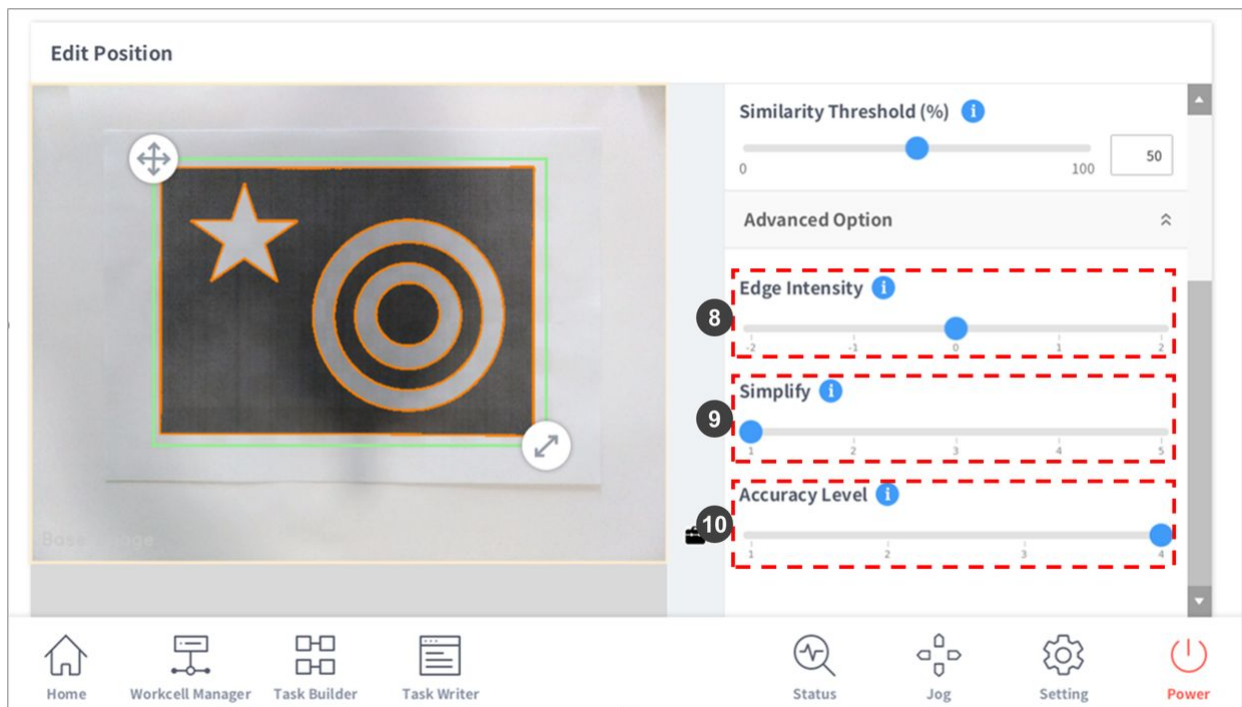 Edit Position
Similarity Threshold (%) i
0 100 50
Advanced Option
8 Edge Intensity i
-2 -1 0 1 2
9 Simplify i
1 2 3 4 5
10 Accuracy Level i
1 2 3 4
Base Image
Home Workcell Manager Task Builder Task Writer Status Jog Setting Power